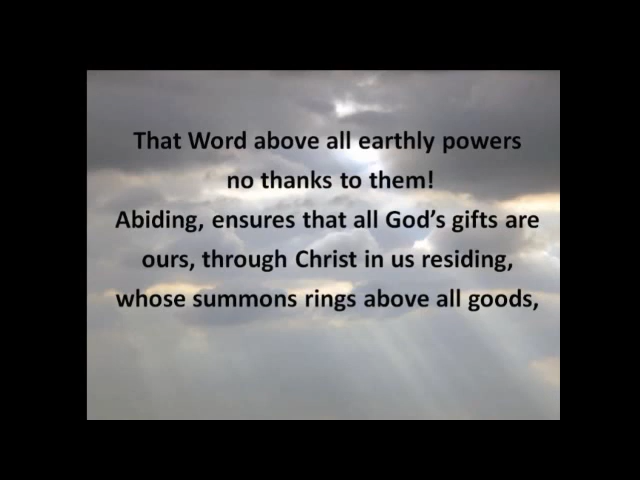 That Word above all earthly powers
no thanks to them!
Abiding, ensures that all God’s gifts are
ours, through Christ in us residing,
whose summons rings above all goods,